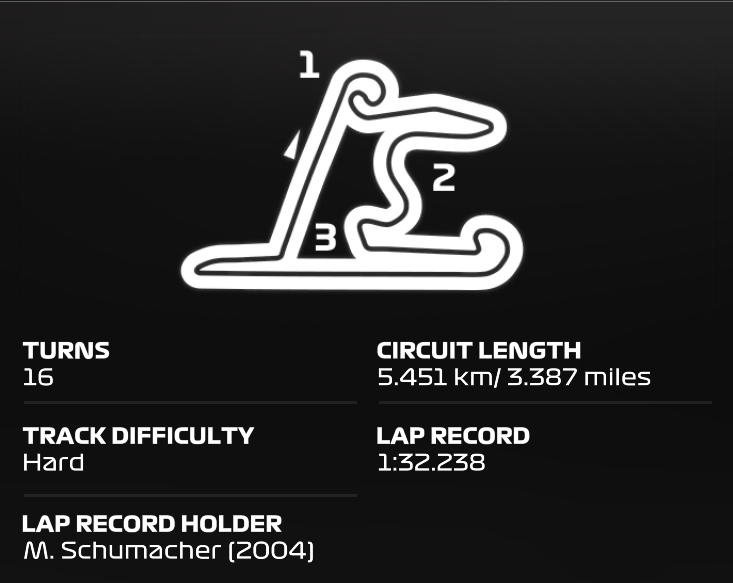 1
2
3
TURNS
16
CIRCUIT LENGTH
5.451 km/ 3.387 miles
TRACK DIFFICULTY
Hard
LAP RECORD
1:32.238
LAP RECORD HOLDER
M. Schumacher (2004)